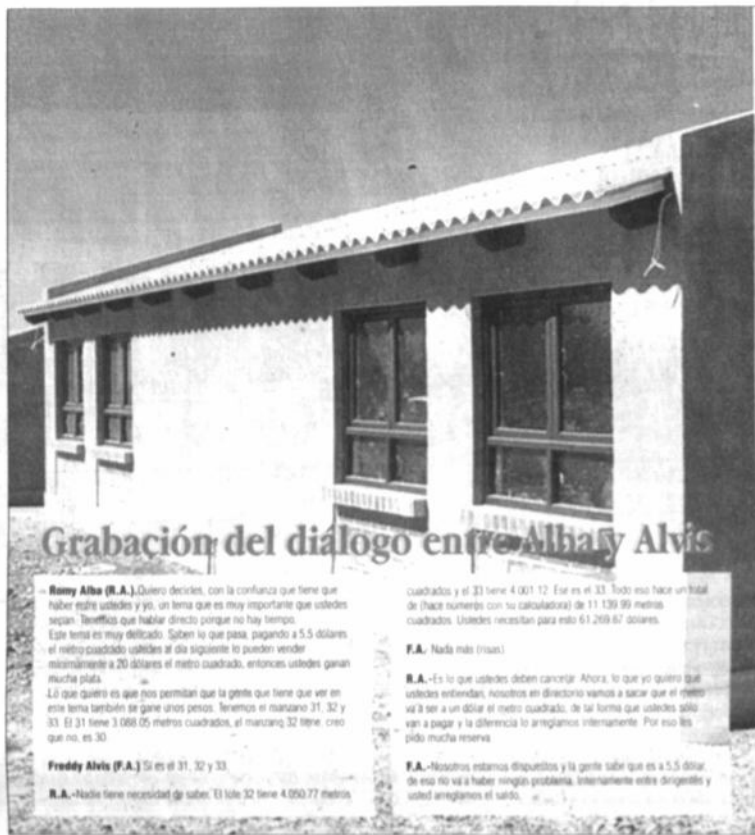 Grabación del diálogo entre Alba y Alvis
Romy Alba (R.A.).Quiero decirles, con la confianza que tiene que
haber entre ustedes y yo, un tema que es muy importante que ustedes
sepan. Tenemos que hablar directo porque no hay tiempo.
Este tema es muy delicado. Saben lo que pasa, pagando a 5.5 dólares
el metro cuadrado ustedes al día siguiente lo pueden vender
mínimamente a 20 dólares el metro cuadrado, entonces ustedes ganan
mucha plata.
Lo que quiero es que nos permitan que la gente que tiene que ver en
este tema también se gane unos pesos. Tenemos el manzano 31, 32 y
33. El 31 tiene 3.088.05 metros cuadrados, el manzano 32 tiene, creo
que no, es 30.
Freddy Alvis (F.A.) Si es el 31, 32 y 33.
R.A.-Nadie tiene necesidad de saber. El lote 32 tiene 4.050.77 metros
cuadrados y el 33 tiene 4.001.12. Ese es el 33. Todo eso hace un total
de (hace números con su calculadora) de 11.139.99 metros
cuadrados. Ustedes necesitan para esto 61.269.67 dólares.
F.A.- Nada más (risas)
R.A.-Es lo que ustedes deben cancelar. Ahora, lo que yo quiero que
ustedes entiendan, nosotros en directorio vamos a sacar que el metro
va a ser a un dólar el metro cuadrado, de tal forma que ustedes sólo
van a pagar y la diferencia lo arreglamos internamente. Por eso les
pido mucha reserva.
F.A.-Nosotros estamos dispuestos y la gente sabe que es a 5,5 dólar,
de eso no va a haber ningún problema. Internamente entre dirigentes y
usted arreglamos el saldo.